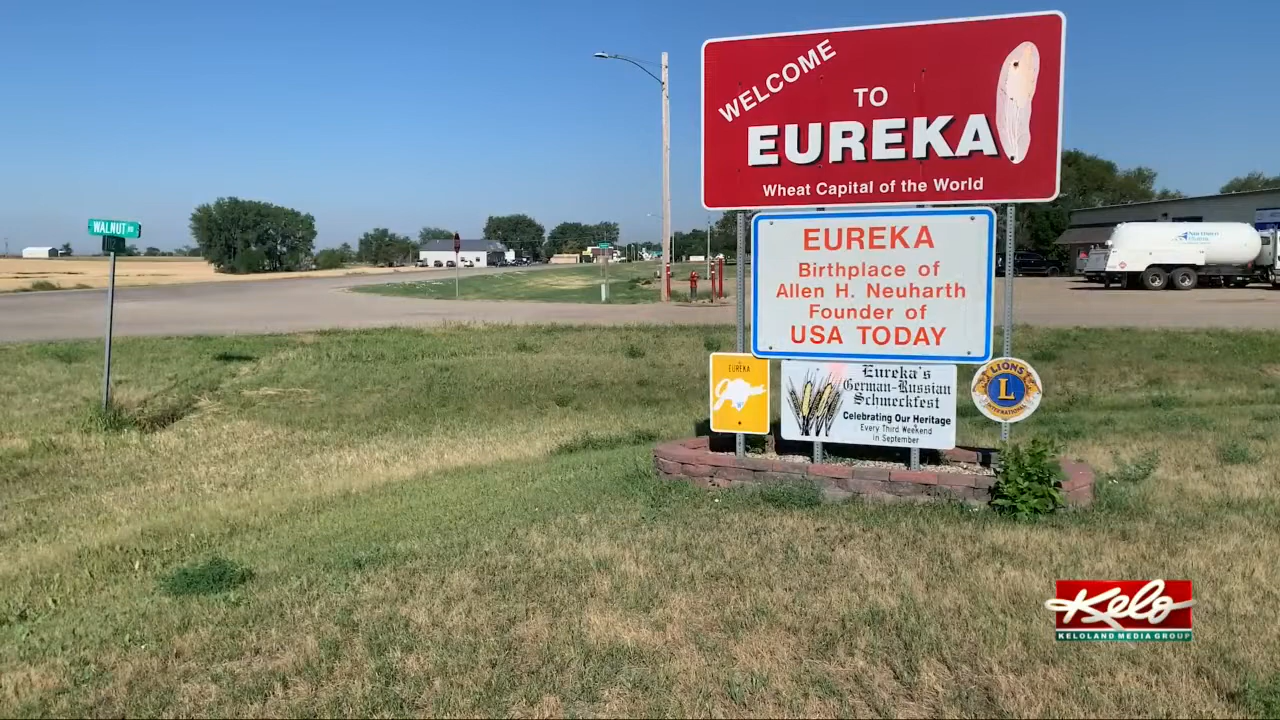 WELCOME
TO
EUREKA
Wheat Capital of the World
WALNUT
EUREKA
Birthplace of
Allen H. Neuharth
Founder of
USA TODAY
EUREKA
Eureka's
German-Russian
Schmeckfest
Celebrating Our Heritage
Every Third Weekend
in September
LIONS
L
INTERNATIONAL
Kelo
KELOLAND MEDIA GROUP